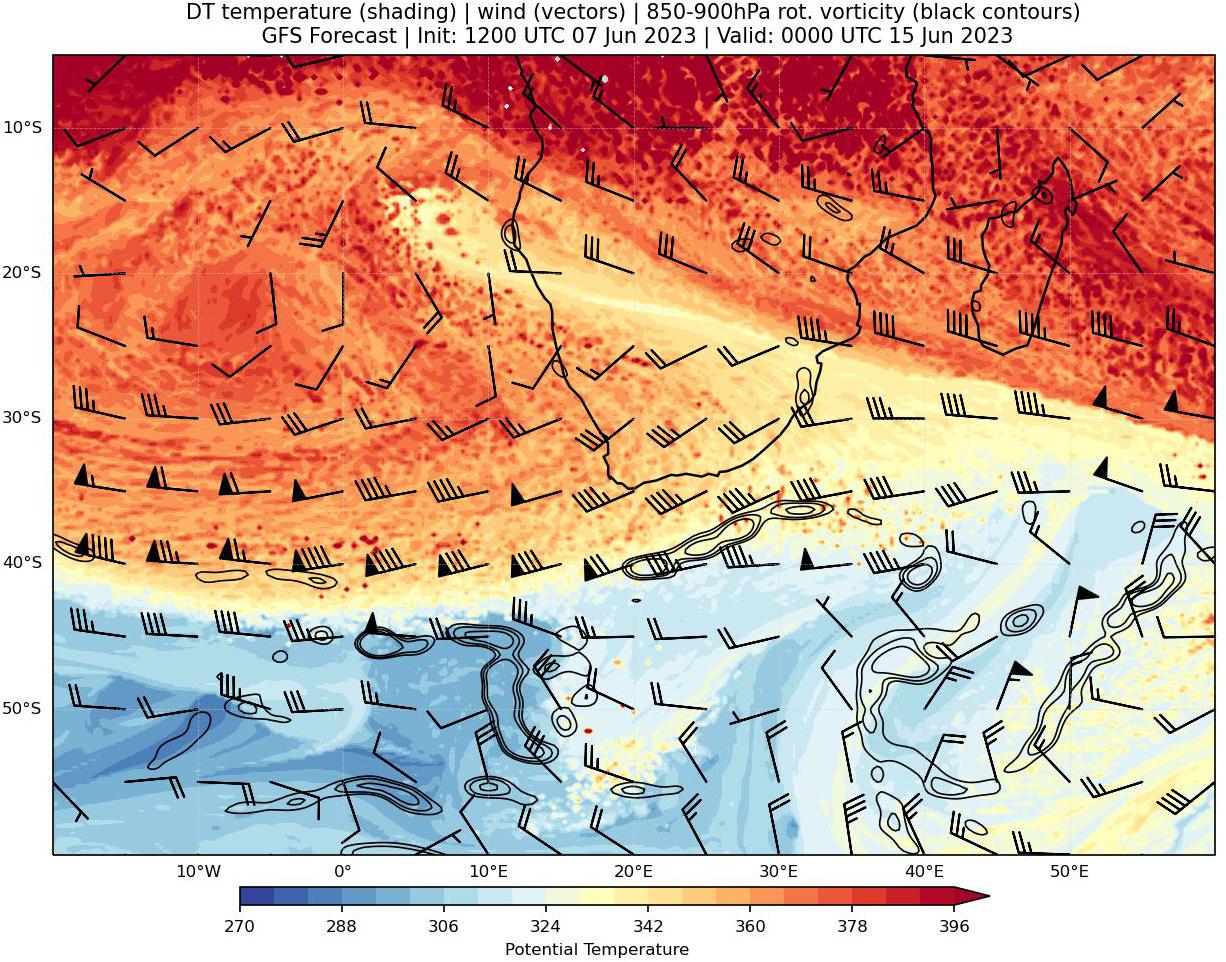 DT temperature (shading) | wind (vectors) | 850-900hPa rot. vorticity (black contours)
GFS Forecast | Init: 1200 UTC 07 Jun 2023 | Valid: 0000 UTC 15 Jun 2023
10°S
20°S
30°S
40°S
50°S
10°W 0° 10°E 20°E 30°E 40°E 50°E
270 288 306 324 342 360 378 396
Potential Temperature